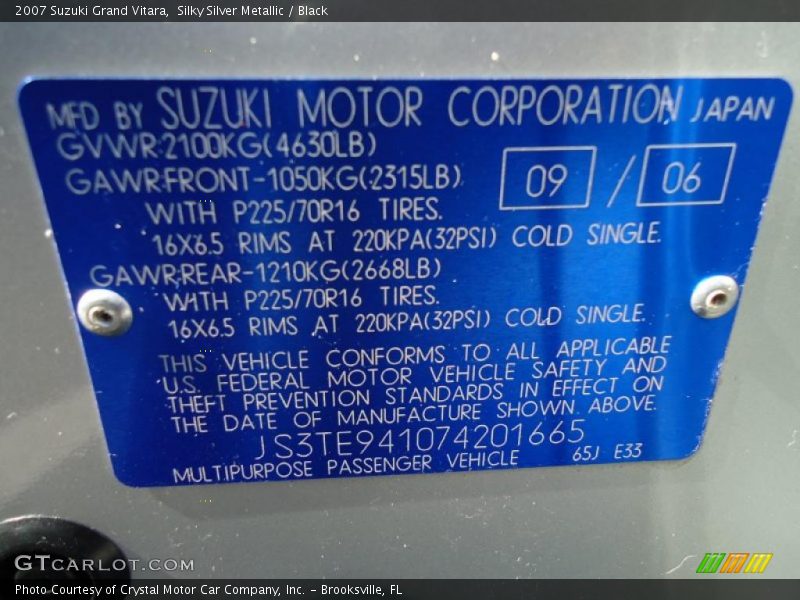 2007 Suzuki Grand Vitara, Silky Silver Metallic / Black
MFD BY SUZUKI MOTOR CORPORATION JAPAN
GVWR:2100KG(4630LB)
GAWR:FRONT-1050KG(2315LB) 09 / 06
WITH P225/70R16 TIRES.
16X6.5 RIMS AT 220KPA(32PSI) COLD SINGLE.
GAWR:REAR-1210KG(2668LB)
WITH P225/70R16 TIRES.
16X6.5 RIMS AT 220KPA(32PSI) COLD SINGLE.
THIS VEHICLE CONFORMS TO ALL APPLICABLE
U.S. FEDERAL MOTOR VEHICLE SAFETY AND
THEFT PREVENTION STANDARDS IN EFFECT ON
THE DATE OF MANUFACTURE SHOWN ABOVE.
JS3TE941074201665
MULTIPURPOSE PASSENGER VEHICLE 65J E33
GTCarLot.com
Photo Courtesy of Crystal Motor Car Company, Inc. – Brooksville, FL